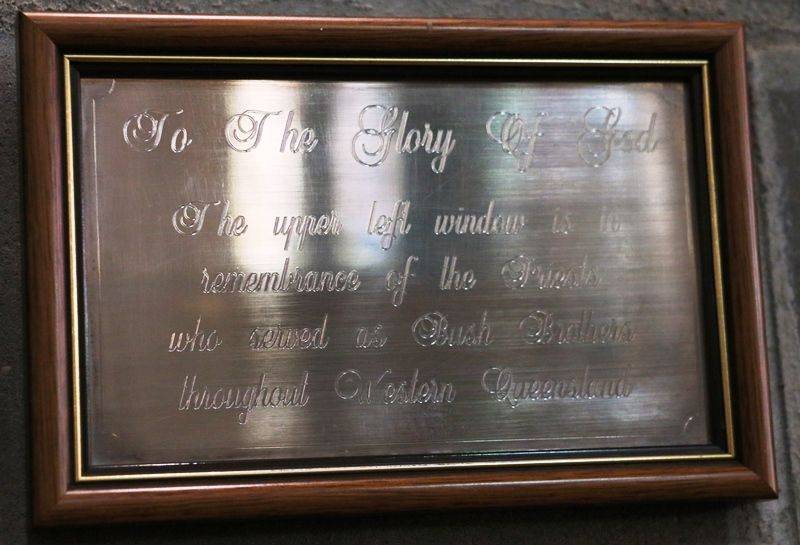 To The Glory Of God
The upper left window is in
remembrance of the Priests
who served as Bush Brothers
throughout Western Queensland